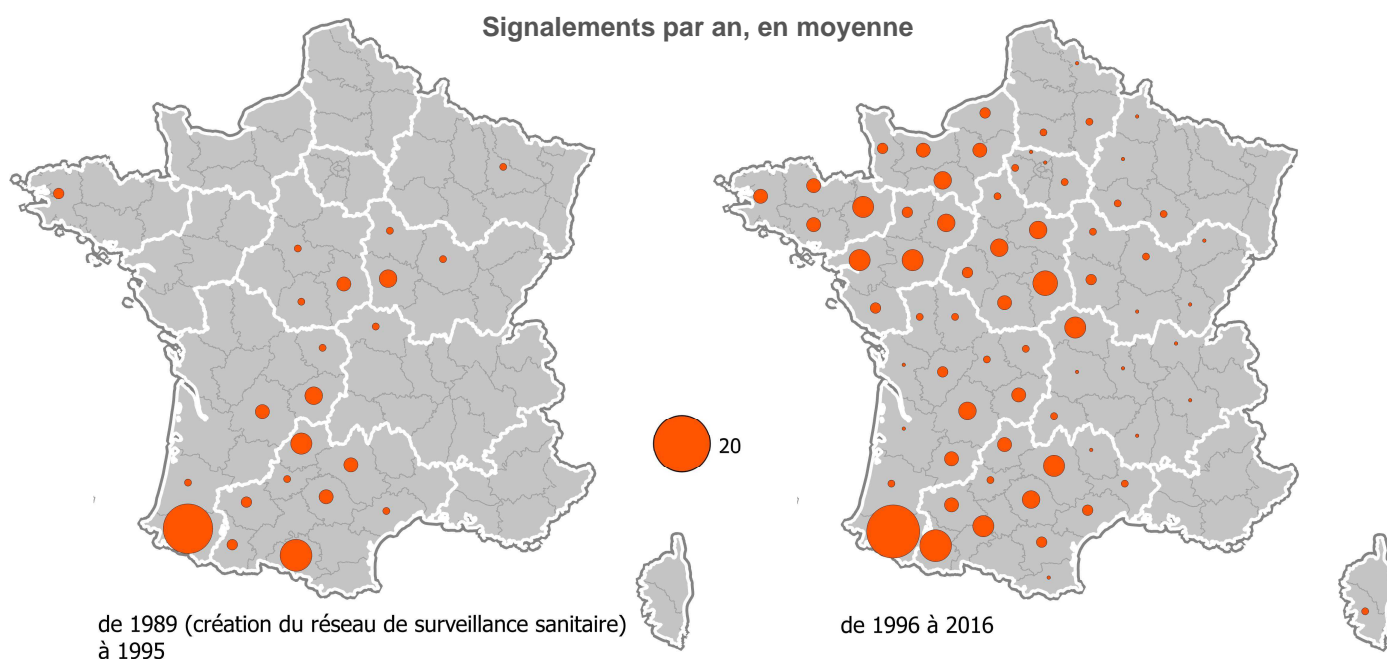 Signalements par an, en moyenne
20
de 1989 (création du réseau de surveillance sanitaire)
à 1995
de 1996 à 2016